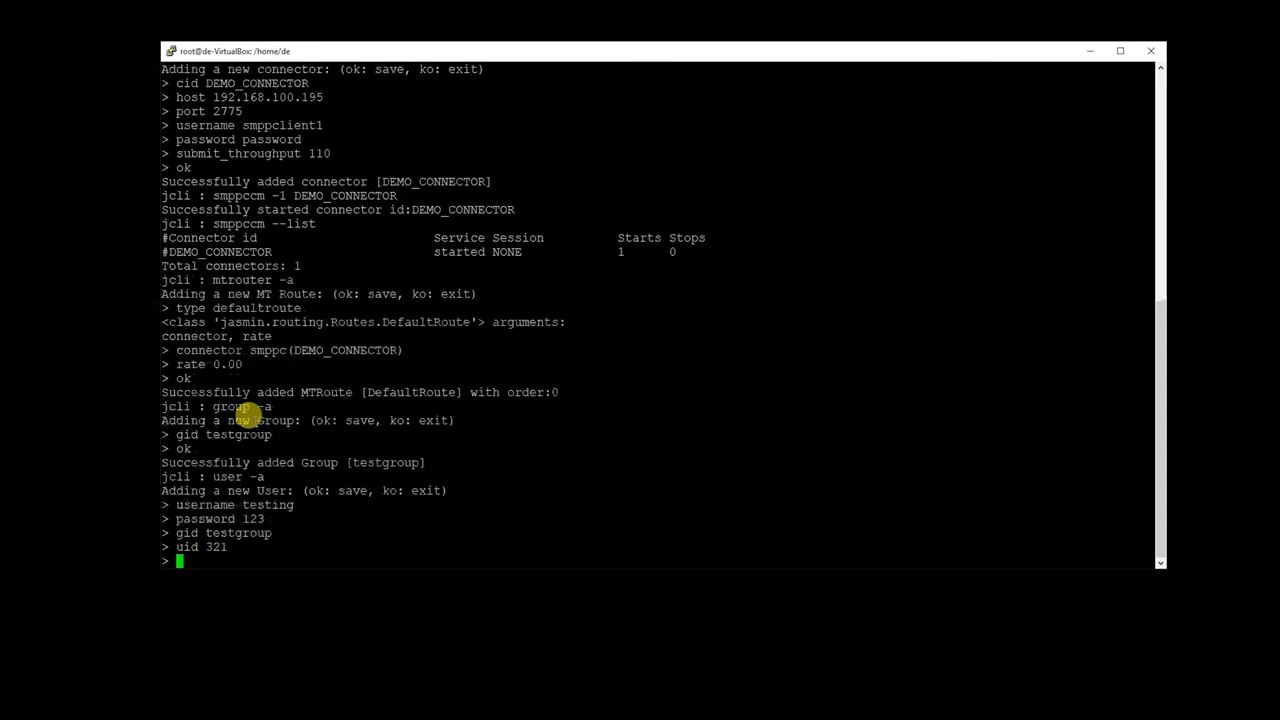 root@de-VirtualBox: /home/de
Adding a new connector: (ok: save, ko: exit)
> cid DEMO_CONNECTOR
> host 192.168.100.195
> port 2775
> username smppclient1
> password password
> submit_throughput 110
> ok
Successfully added connector [DEMO_CONNECTOR]
jcli : smppccm -1 DEMO_CONNECTOR
Successfully started connector id:DEMO_CONNECTOR
jcli : smppccm --list
#Connector id Service Session Starts Stops
#DEMO_CONNECTOR started NONE 1 0
Total connectors: 1
jcli : mtrouter -a
Adding a new MT Route: (ok: save, ko: exit)
> type defaultroute
<class 'jasmin.routing.Routes.DefaultRoute'> arguments:
connector, rate
> connector smppc(DEMO_CONNECTOR)
> rate 0.00
> ok
Successfully added MTRoute [DefaultRoute] with order:0
jcli : group -a
Adding a new Group: (ok: save, ko: exit)
> gid testgroup
> ok
Successfully added Group [testgroup]
jcli : user -a
Adding a new User: (ok: save, ko: exit)
> username testing
> password 123
> gid testgroup
> uid 321
>